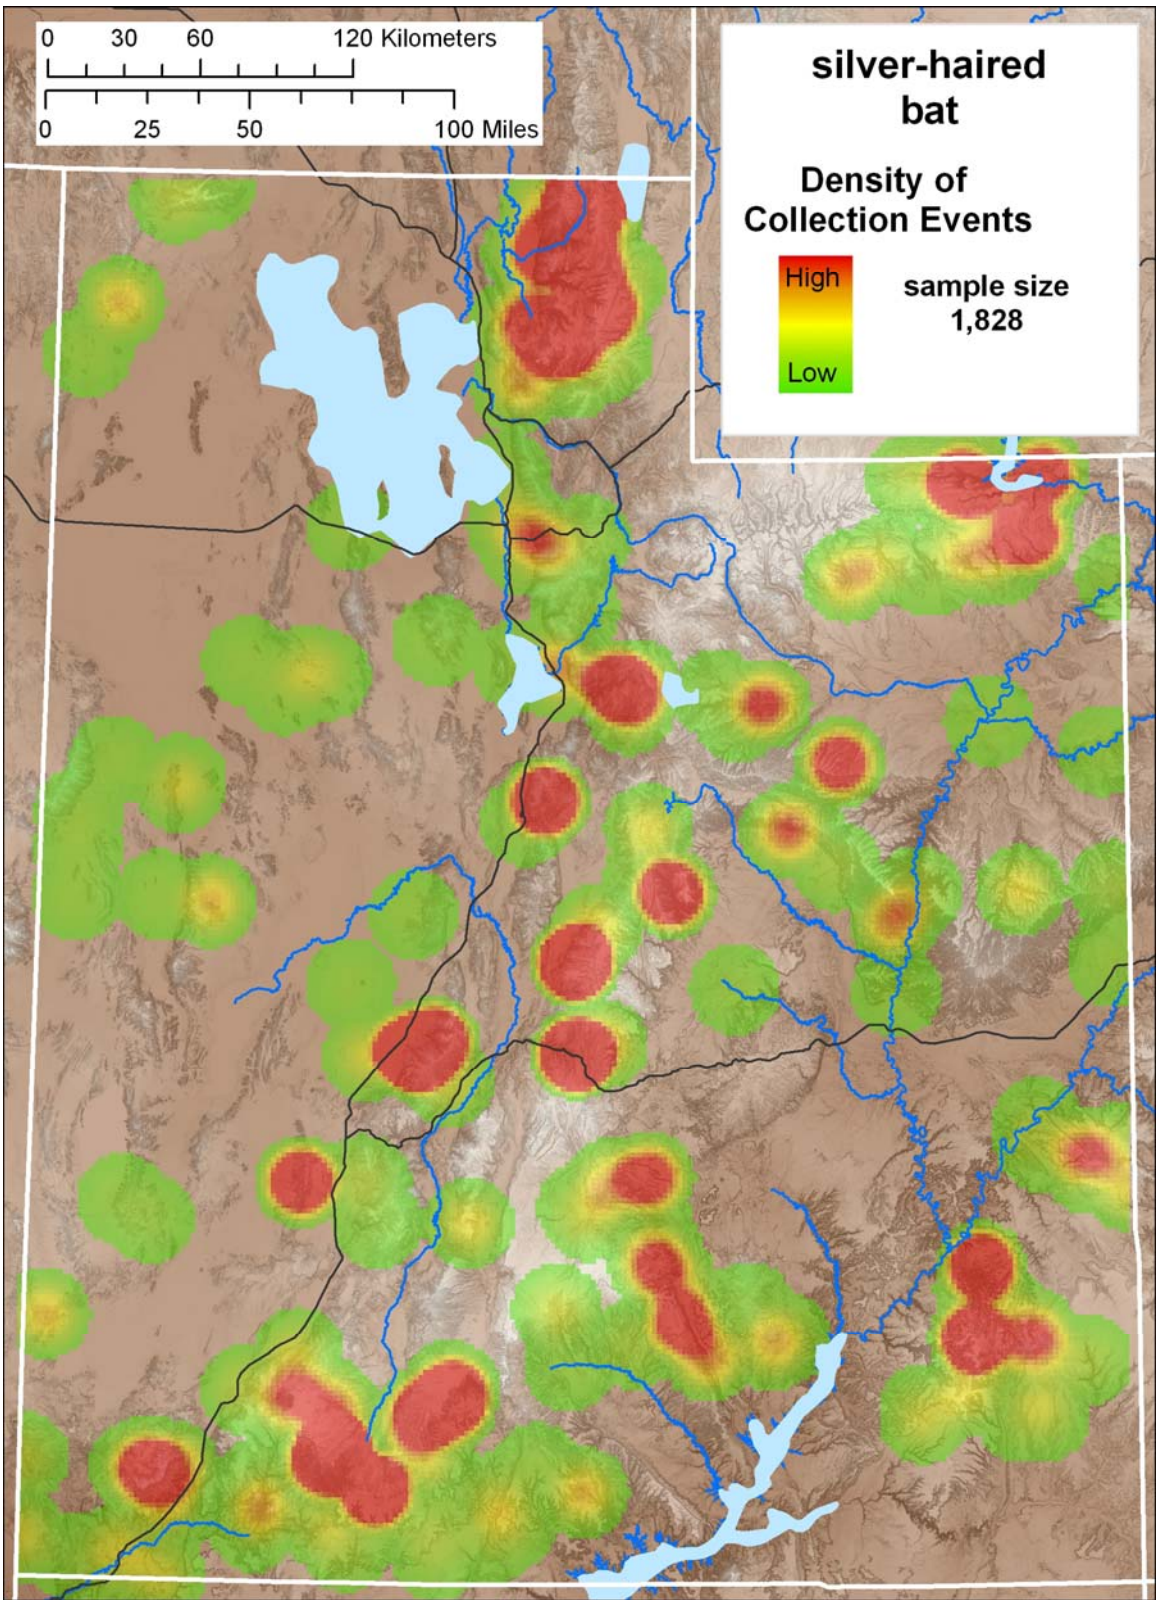 0 30 60 120 Kilometers
0 25 50 100 Miles
silver-haired
bat
Density of
Collection Events
High
Low
sample size
1,828